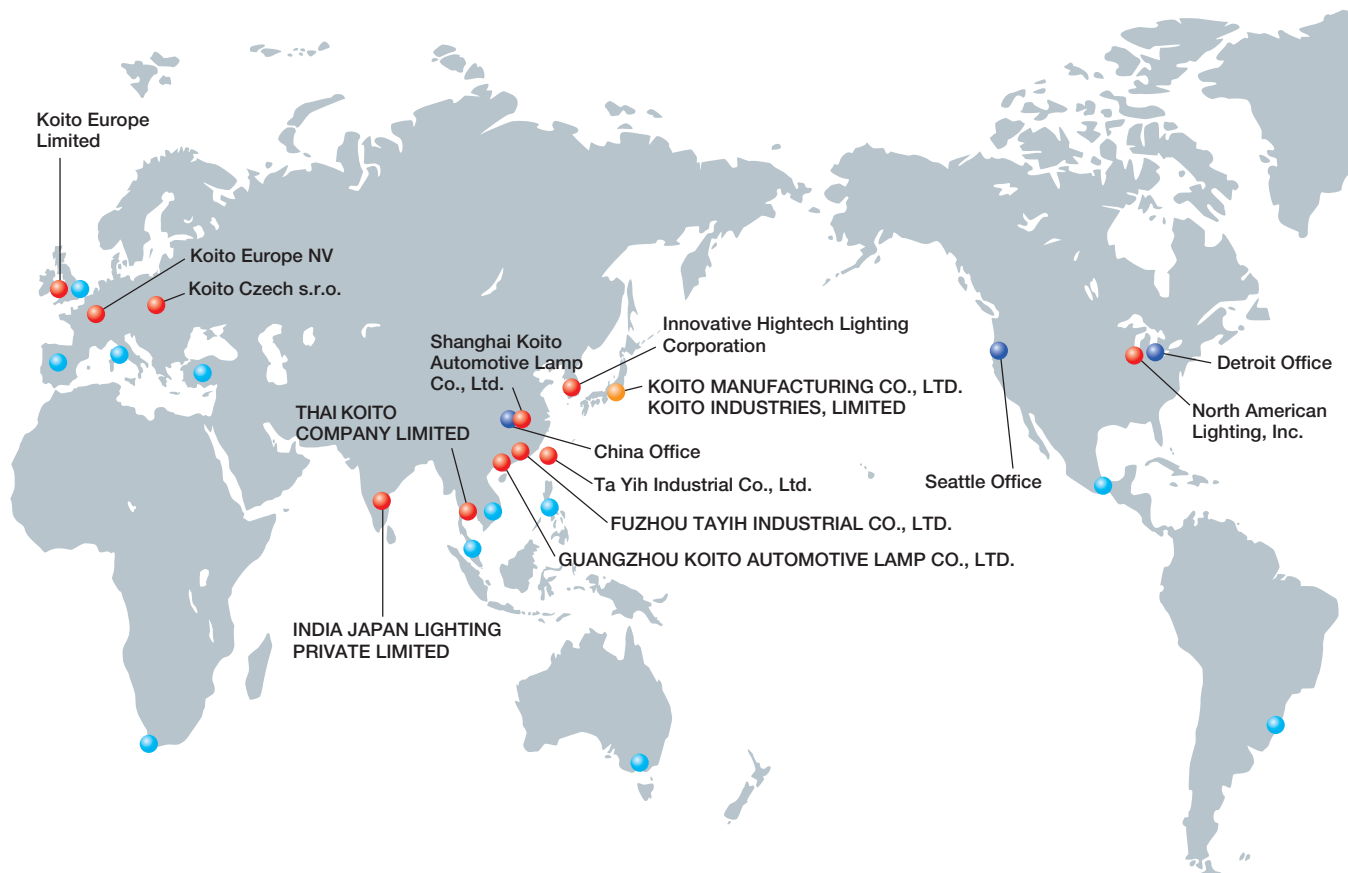 Koito Europe
Limited
Koito Europe NV
Koito Czech s.r.o.
Shanghai Koito
Automotive Lamp
Co., Ltd.
Innovative Hightech Lighting
Corporation
KOITO MANUFACTURING CO., LTD.
KOITO INDUSTRIES, LIMITED
THAI KOITO
COMPANY LIMITED
China Office
Ta Yih Industrial Co., Ltd.
FUZHOU TAYIH INDUSTRIAL CO., LTD.
GUANGZHOU KOITO AUTOMOTIVE LAMP CO., LTD.
INDIA JAPAN LIGHTING
PRIVATE LIMITED
Seattle Office
Detroit Office
North American
Lighting, Inc.